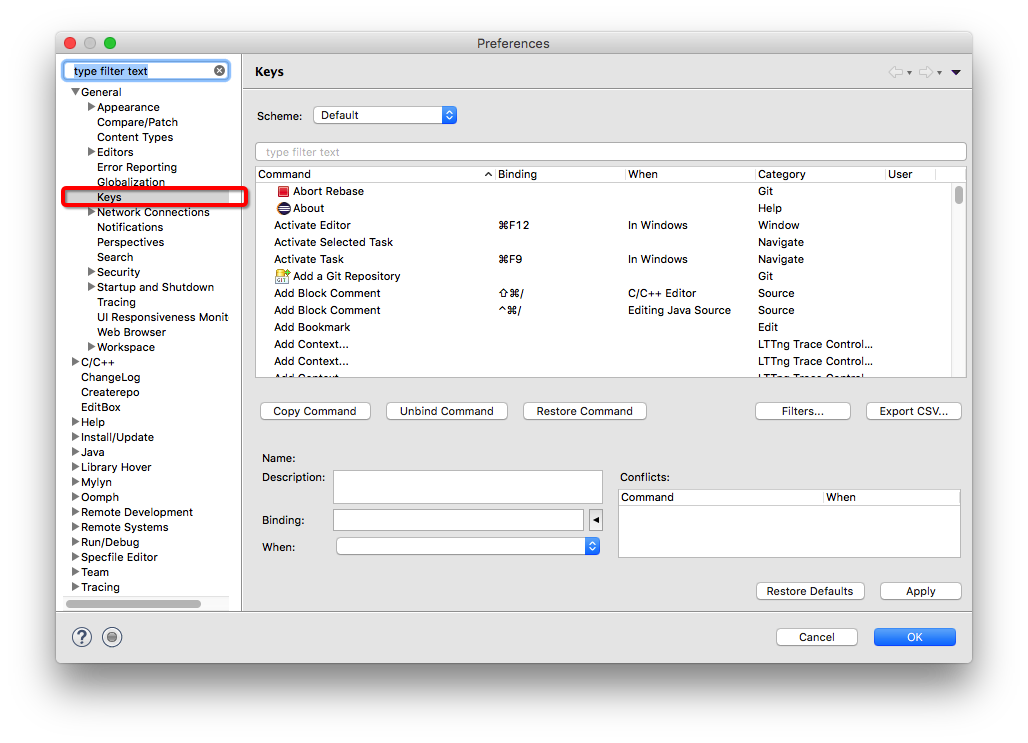 Preferences
type filter text
General
Appearance
Compare/Patch
Content Types
Editors
Error Reporting
Globalization
Keys
Network Connections
Notifications
Perspectives
Search
Security
Startup and Shutdown
Tracing
UI Responsiveness Monit
Web Browser
Workspace
C/C++
ChangeLog
Createrepo
EditBox
Help
Install/Update
Java
Library Hover
Mylyn
Oomph
Remote Development
Remote Systems
Run/Debug
Specfile Editor
Team
Tracing
Keys
Scheme: Default
type filter text
Command Binding When Category User
Abort Rebase Git
About Help
Activate Editor ⌘F12 In Windows Window
Activate Selected Task Navigate
Activate Task ⌘F9 In Windows Navigate
GIT Add a Git Repository Git
Add Block Comment ⇧⌘/ C/C++ Editor Source
Add Block Comment ^⌘/ Editing Java Source Source
Add Bookmark Edit
Add Context... LTTng Trace Control...
Add Context... LTTng Trace Control...
Add Context... LTTng Trace Control...
Copy Command Unbind Command Restore Command Filters... Export CSV...
Name:
Description:
Binding:
When:
Conflicts:
Command When
Restore Defaults Apply
? Cancel OK